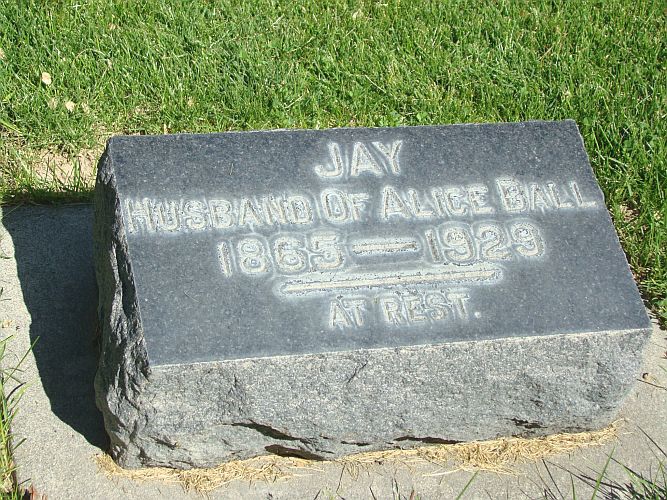 JAY
HUSBAND OF ALICE BALL
1865 — 1929
AT REST.